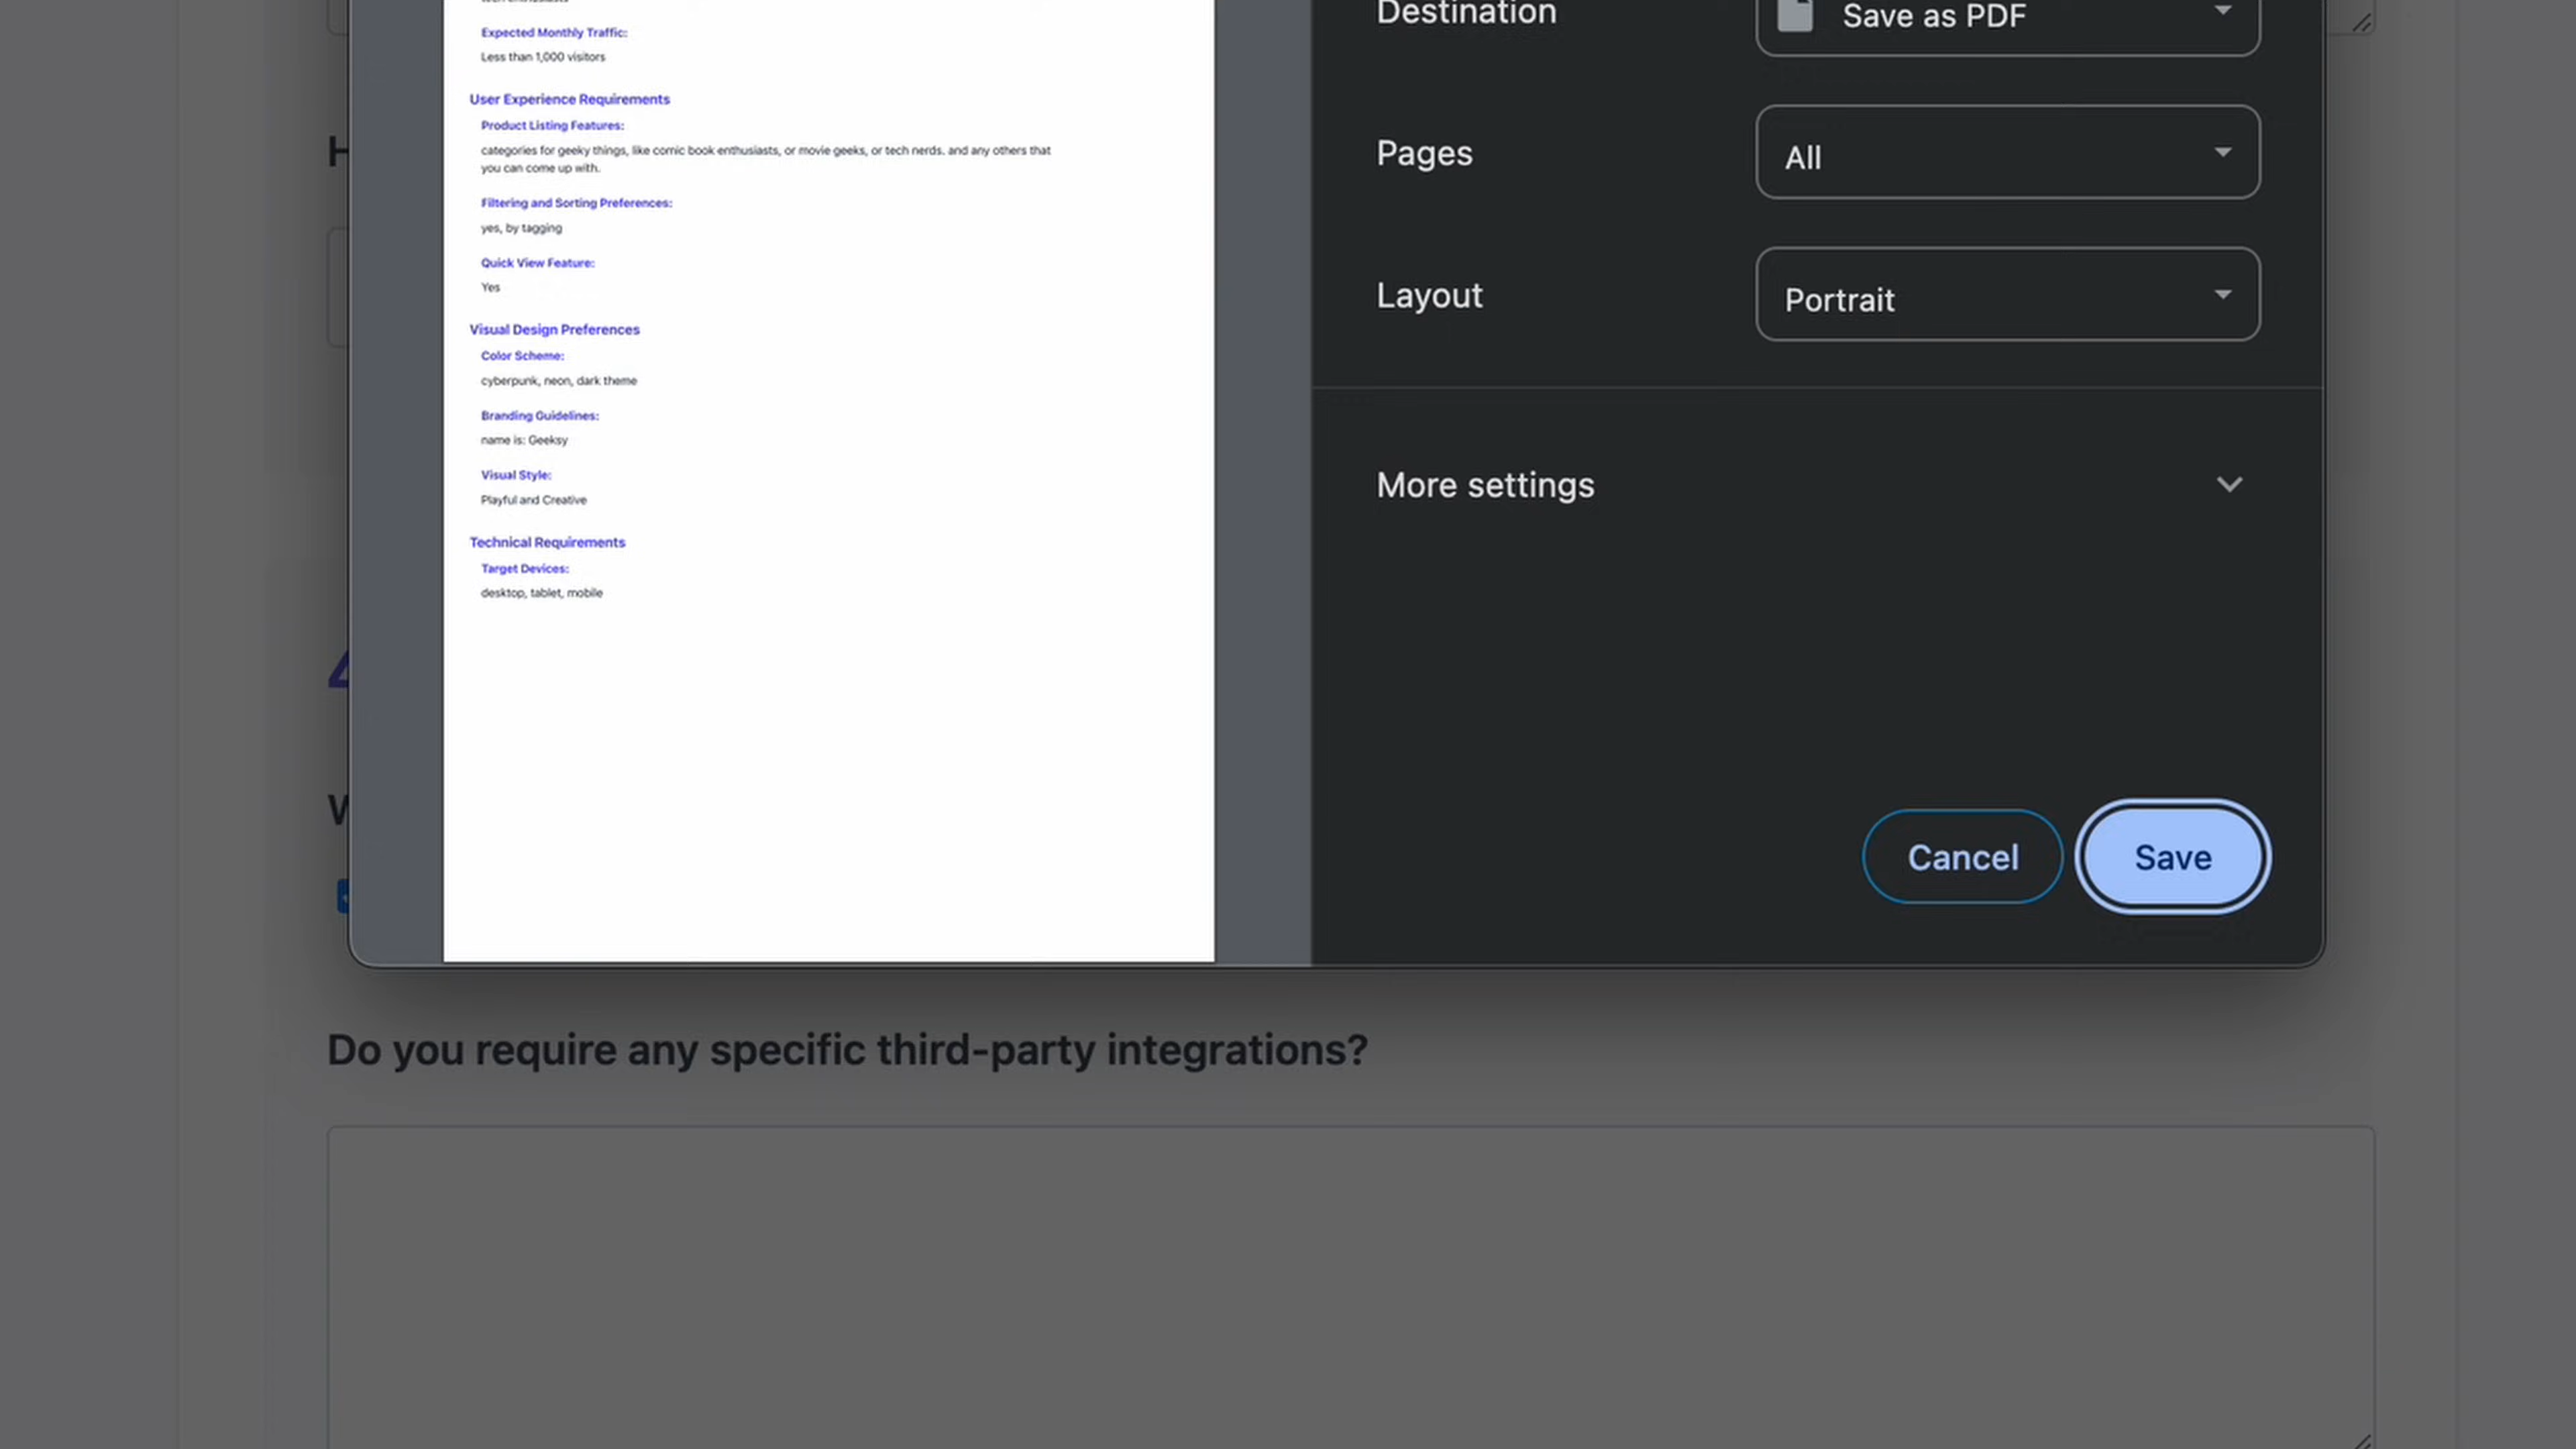 tech enthusiasts
Expected Monthly Traffic:
Less than 1,000 visitors
User Experience Requirements
Product Listing Features:
categories for geeky things, like comic book enthusiasts, or movie geeks, or tech nerds. and any others that
you can come up with.
Filtering and Sorting Preferences:
yes, by tagging
Quick View Feature:
Yes
Visual Design Preferences
Color Scheme:
cyberpunk, neon, dark theme
Branding Guidelines:
name is: Geeksy
Visual Style:
Playful and Creative
Technical Requirements
Target Devices:
desktop, tablet, mobile
Destination
Save as PDF
Pages
All
Layout
Portrait
More settings
Cancel
Save
Do you require any specific third-party integrations?